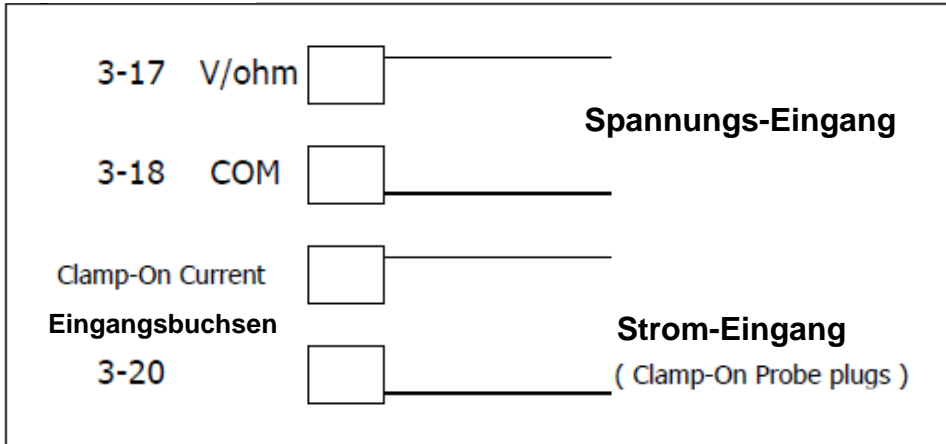 3-17 V/ohm
Spannungs-Eingang
3-18 COM
Clamp-On Current
Eingangsbuchsen
Strom-Eingang
3-20
( Clamp-On Probe plugs )